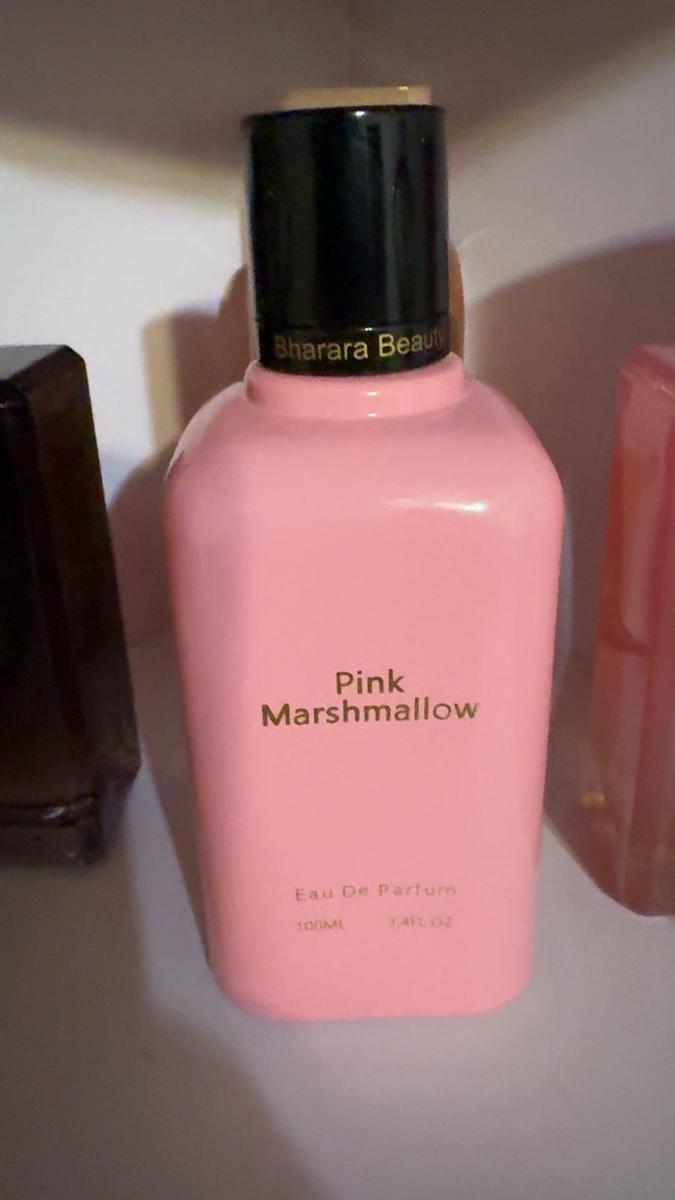 Bharara Beauty
Pink
Marshmallow
Eau De Parfum
100ML 3.4FL OZ